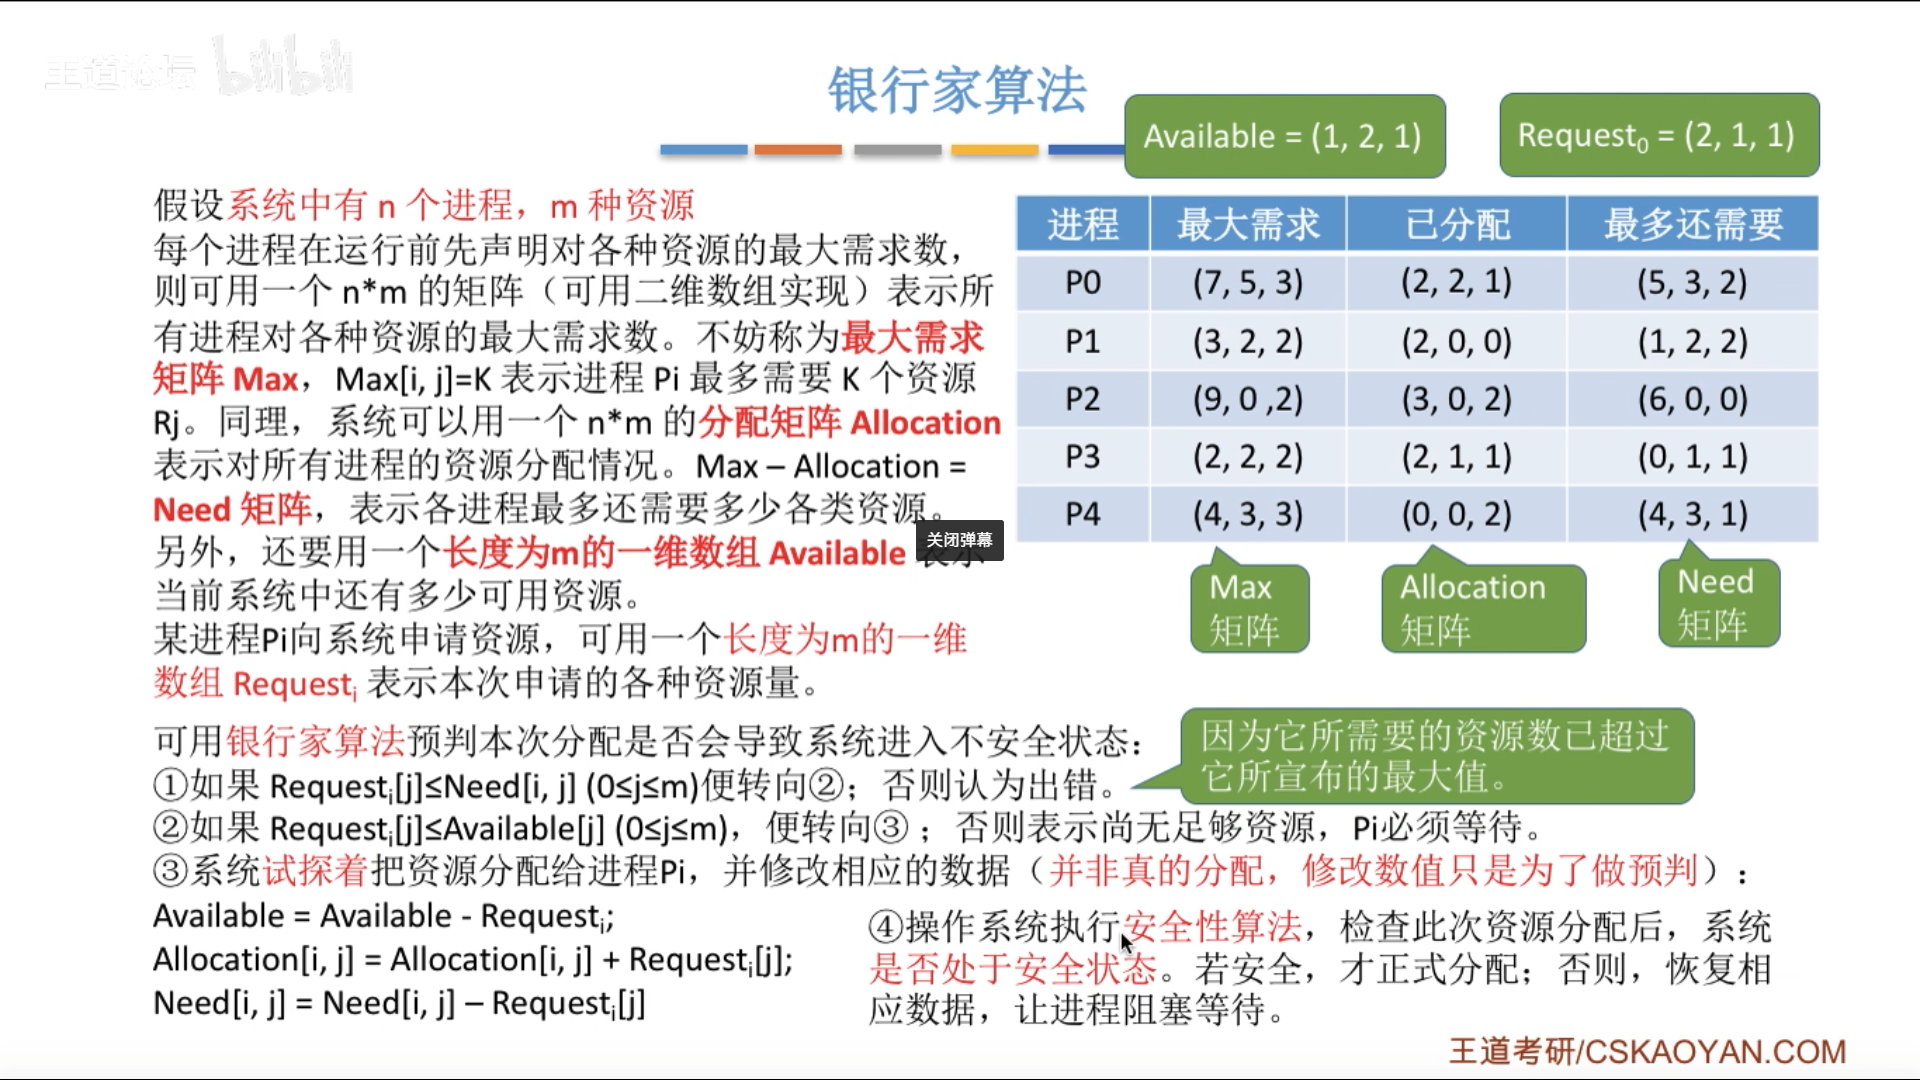 王道论坛 bilibili
银行家算法
Available = (1, 2, 1)
Request₀ = (2, 1, 1)
假设系统中有 n 个进程，m 种资源
每个进程在运行前先声明对各种资源的最大需求数，
则可用一个 n*m 的矩阵（可用二维数组实现）表示所
有进程对各种资源的最大需求数。不妨称为最大需求
矩阵 Max，Max[i, j]=K 表示进程 Pi 最多需要 K 个资源
Rj。同理，系统可以用一个 n*m 的分配矩阵 Allocation
表示对所有进程的资源分配情况。Max – Allocation =
Need 矩阵，表示各进程最多还需要多少各类资源。
另外，还要用一个长度为m的一维数组 Available 表示
当前系统中还有多少可用资源。
某进程Pi向系统申请资源，可用一个长度为m的一维
数组 Requestᵢ 表示本次申请的各种资源量。
关闭弹幕
进程 最大需求 已分配 最多还需要
P0 (7, 5, 3) (2, 2, 1) (5, 3, 2)
P1 (3, 2, 2) (2, 0, 0) (1, 2, 2)
P2 (9, 0 ,2) (3, 0, 2) (6, 0, 0)
P3 (2, 2, 2) (2, 1, 1) (0, 1, 1)
P4 (4, 3, 3) (0, 0, 2) (4, 3, 1)
Max
矩阵
Allocation
矩阵
Need
矩阵
可用银行家算法预判本次分配是否会导致系统进入不安全状态：
①如果 Requestᵢ[j]≤Need[i, j] (0≤j≤m)便转向②；否则认为出错。
因为它所需要的资源数已超过
它所宣布的最大值。
②如果 Requestᵢ[j]≤Available[j] (0≤j≤m)，便转向③ ；否则表示尚无足够资源，Pi必须等待。
③系统试探着把资源分配给进程Pi，并修改相应的数据（并非真的分配，修改数值只是为了做预判）：
Available = Available - Requestᵢ;
Allocation[i, j] = Allocation[i, j] + Requestᵢ[j];
Need[i, j] = Need[i, j] – Requestᵢ[j]
④操作系统执行安全性算法，检查此次资源分配后，系统
是否处于安全状态。若安全，才正式分配；否则，恢复相
应数据，让进程阻塞等待。
王道考研/CSKAOYAN.COM